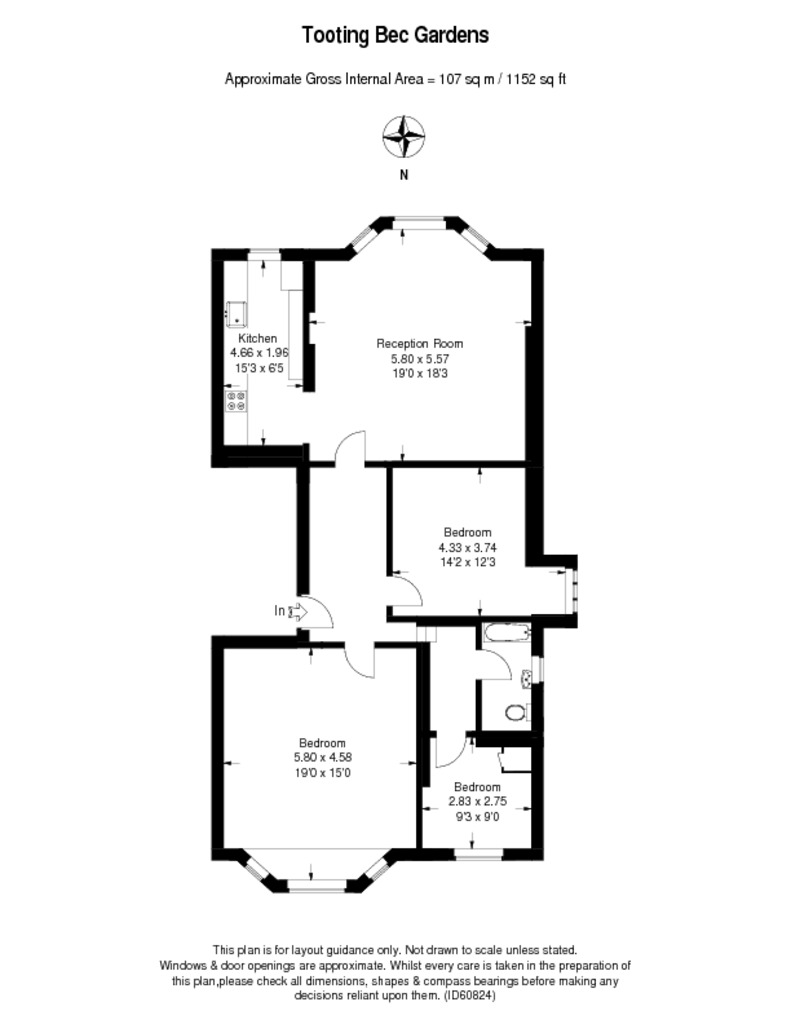 Tooting Bec Gardens
Approximate Gross Internal Area = 107 sq m / 1152 sq ft
N
Kitchen
4.66 x 1.96
15'3 x 6'5
Reception Room
5.80 x 5.57
19'0 x 18'3
Bedroom
4.33 x 3.74
14'2 x 12'3
In
Bedroom
5.80 x 4.58
19'0 x 15'0
Bedroom
2.83 x 2.75
9'3 x 9'0
This plan is for layout guidance only. Not drawn to scale unless stated.
Windows & door openings are approximate. Whilst every care is taken in the preparation of
this plan,please check all dimensions, shapes & compass bearings before making any
decisions reliant upon them. (ID60824)